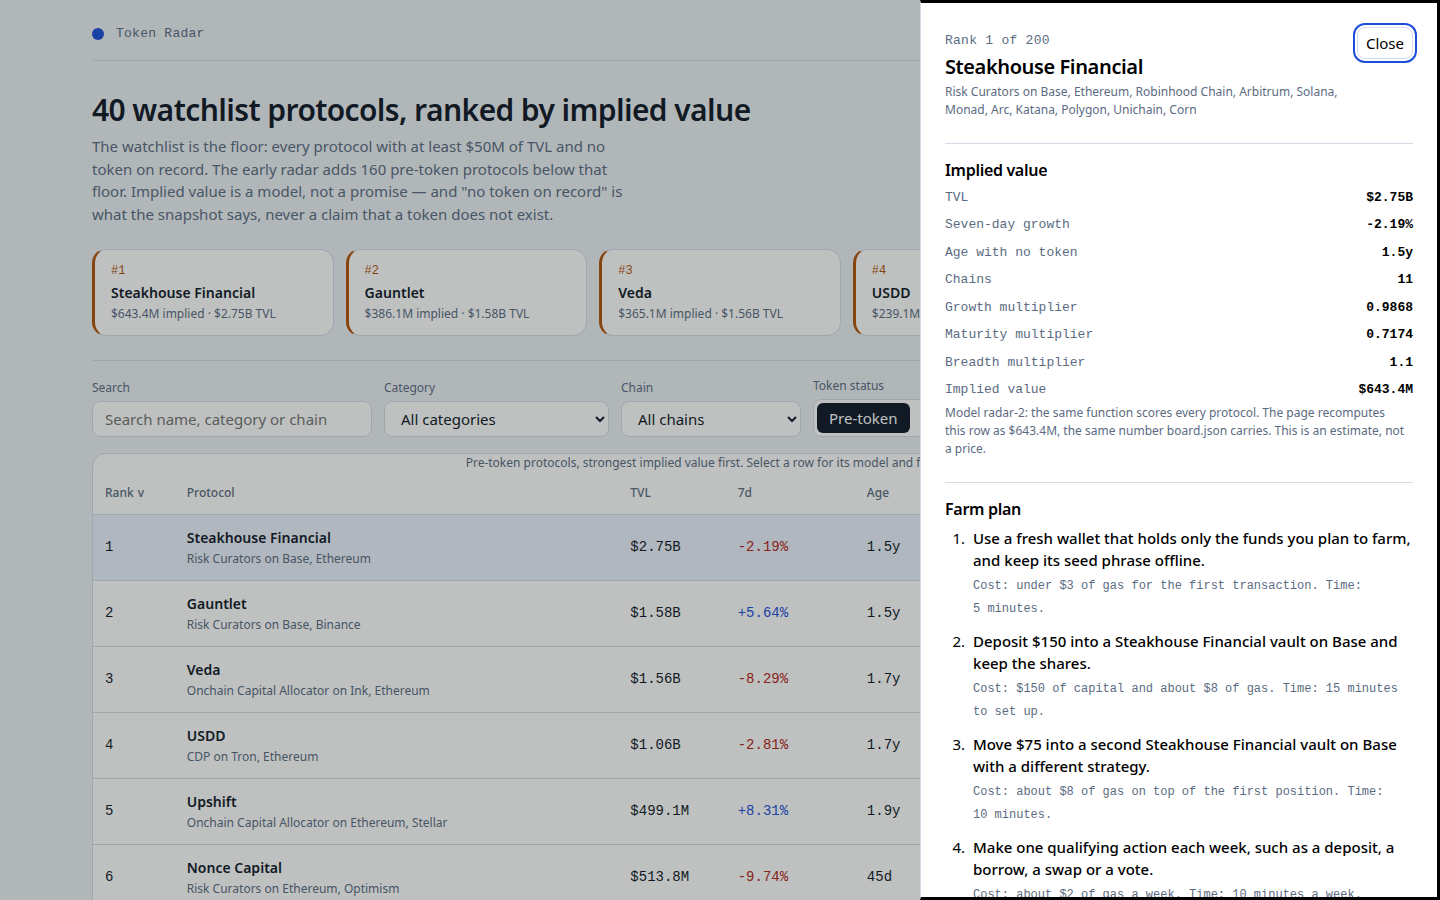 Token Radar
40 watchlist protocols, ranked by implied value
The watchlist is the floor: every protocol with at least $50M of TVL and no
token on record. The early radar adds 160 pre-token protocols below that
floor. Implied value is a model, not a promise — and "no token on record" is
what the snapshot says, never a claim that a token does not exist.
#1
Steakhouse Financial
$643.4M implied · $2.75B TVL
#2
Gauntlet
$386.1M implied · $1.58B TVL
#3
Veda
$365.1M implied · $1.56B TVL
#4
USDD
$239.1M
Search
Category
Chain
Token status
Search name, category or chain
All categories
All chains
Pre-token
Pre-token protocols, strongest implied value first. Select a row for its model and f
Rank v Protocol TVL 7d Age
1 Steakhouse Financial $2.75B -2.19% 1.5y
Risk Curators on Base, Ethereum
2 Gauntlet $1.58B +5.64% 1.5y
Risk Curators on Base, Binance
3 Veda $1.56B -8.29% 1.7y
Onchain Capital Allocator on Ink, Ethereum
4 USDD $1.06B -2.81% 1.7y
CDP on Tron, Ethereum
5 Upshift $499.1M +8.31% 1.9y
Onchain Capital Allocator on Ethereum, Stellar
6 Nonce Capital $513.8M -9.74% 45d
Risk Curators on Ethereum, Optimism
Rank 1 of 200
Close
Steakhouse Financial
Risk Curators on Base, Ethereum, Robinhood Chain, Arbitrum, Solana,
Monad, Arc, Katana, Polygon, Unichain, Corn
Implied value
TVL $2.75B
Seven-day growth -2.19%
Age with no token 1.5y
Chains 11
Growth multiplier 0.9868
Maturity multiplier 0.7174
Breadth multiplier 1.1
Implied value $643.4M
Model radar-2: the same function scores every protocol. The page recomputes
this row as $643.4M, the same number board.json carries. This is an estimate, not
a price.
Farm plan
1. Use a fresh wallet that holds only the funds you plan to farm,
and keep its seed phrase offline.
Cost: under $3 of gas for the first transaction. Time:
5 minutes.
2. Deposit $150 into a Steakhouse Financial vault on Base and
keep the shares.
Cost: $150 of capital and about $8 of gas. Time: 15 minutes
to set up.
3. Move $75 into a second Steakhouse Financial vault on Base
with a different strategy.
Cost: about $8 of gas on top of the first position. Time:
10 minutes.
4. Make one qualifying action each week, such as a deposit, a
borrow, a swap or a vote.
Cost: about $2 of gas a week. Time: 10 minutes a week.